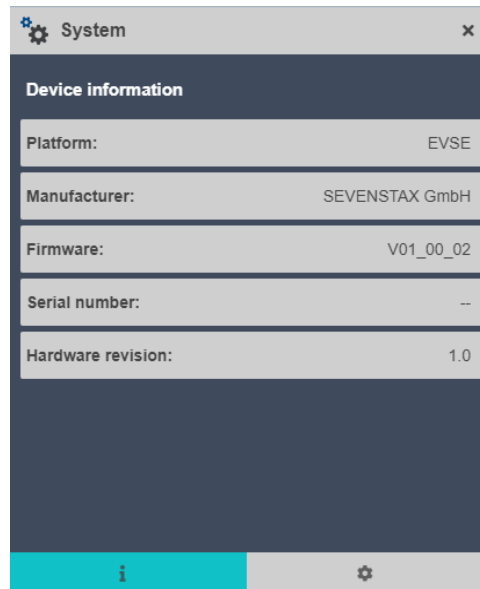 System ×
Device information
Platform: EVSE
Manufacturer: SEVENSTAX GmbH
Firmware: V01_00_02
Serial number: --
Hardware revision: 1.0
i